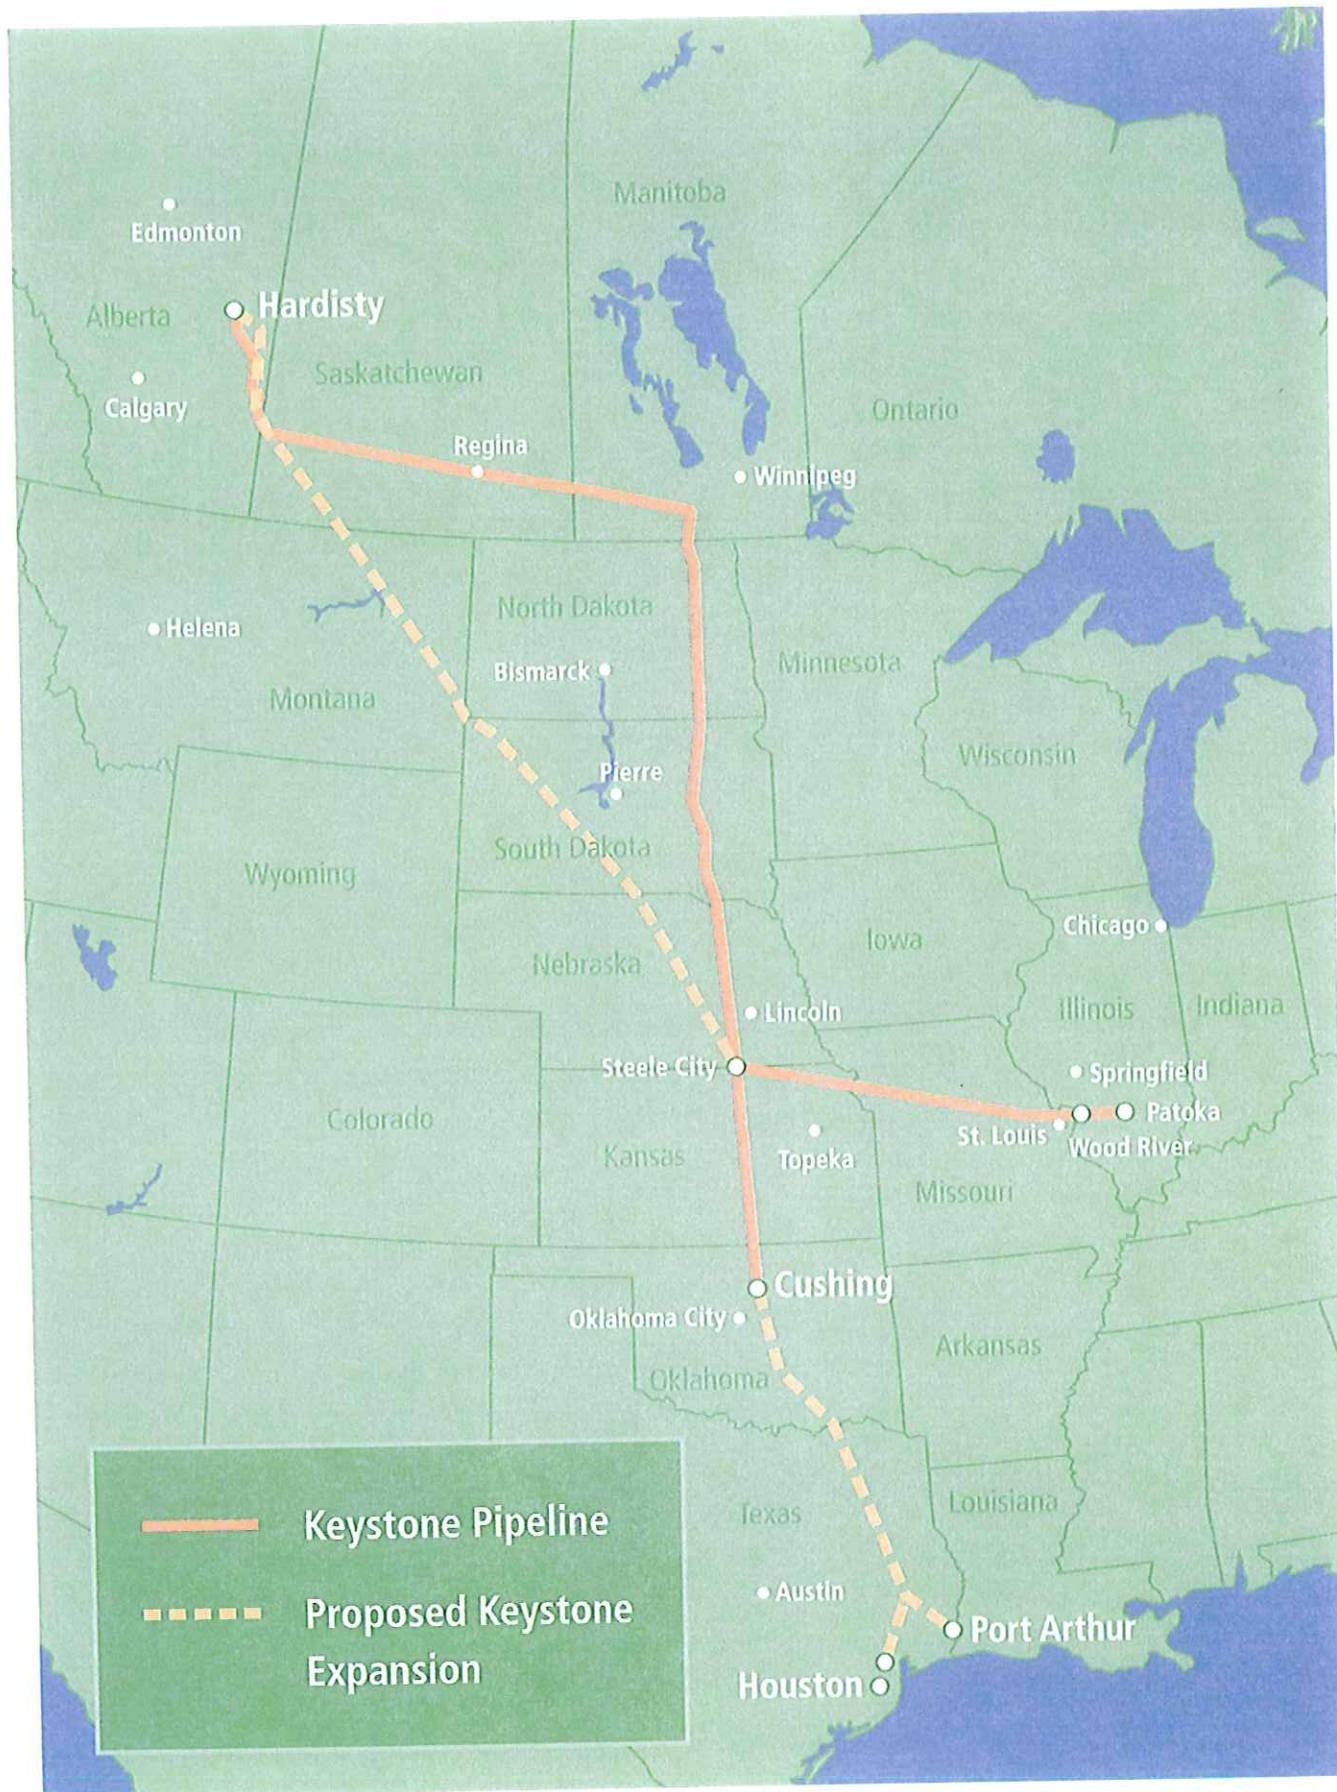 Manitoba
Edmonton
Hardisty
Alberta
Saskatchewan
Calgary
Ontario
Regina
Winnipeg
North Dakota
Helena
Minnesota
Bismarck
Montana
Wisconsin
Pierre
South Dakota
Wyoming
Chicago
Iowa
Nebraska
Illinois
Indiana
Lincoln
Steele City
Springfield
Patoka
Colorado
St. Louis
Wood River
Kansas
Topeka
Missouri
Cushing
Oklahoma City
Arkansas
Oklahoma
Louisiana
Texas
Keystone Pipeline
Austin
Proposed Keystone
Expansion
Port Arthur
Houston